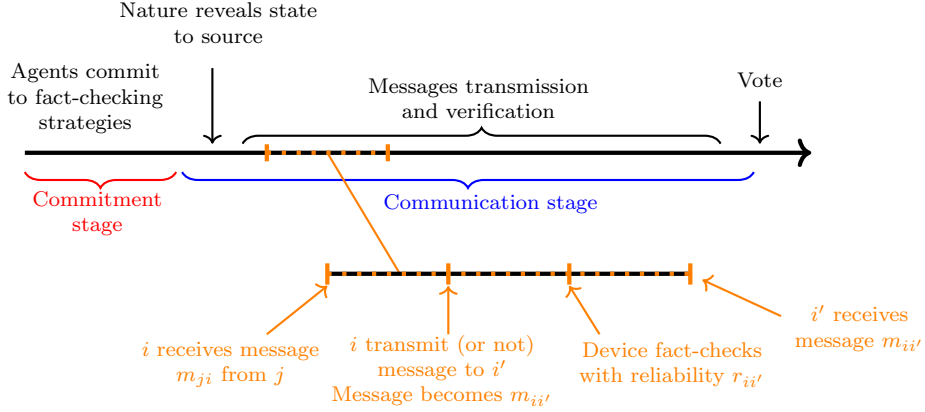 Nature reveals state
to source
Agents commit
to fact-checking
strategies
Messages transmission
and verification
Vote
Commitment
stage
Communication stage
i receives message
m_{ji} from j
i transmit (or not)
message to i′
Message becomes m_{ii′}
Device fact-checks
with reliability r_{ii′}
i′ receives
message m_{ii′}